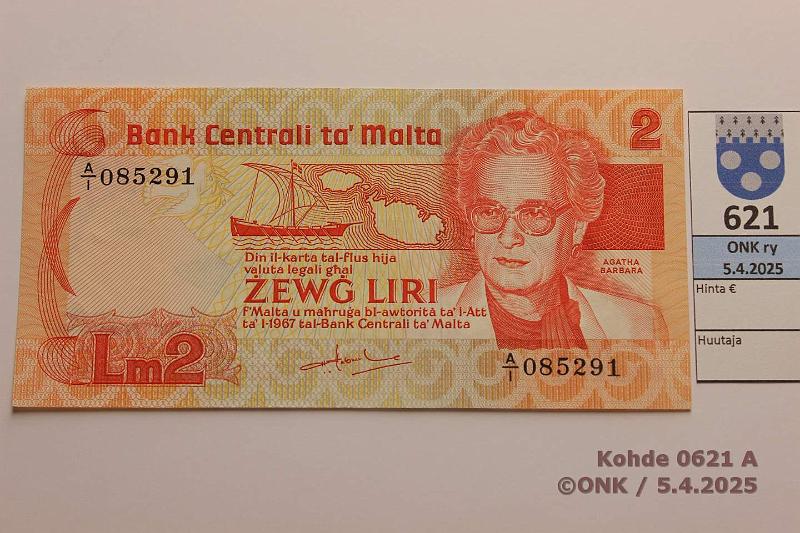 Bank Centrali ta' Malta
2
A/1 085291
Din il-karta tal-flus hija
valuta legali għal
ŻEWĠ LIRI
f'Malta u maħruġa bl-awtorità ta' l-Att
ta' l-1967 tal-Bank Centrali ta' Malta
AGATHA
BARBARA
Lm2
A/1 085291
621
ONK ry
5.4.2025
Hinta €
Huutaja
Kohde 0621 A
©ONK / 5.4.2025